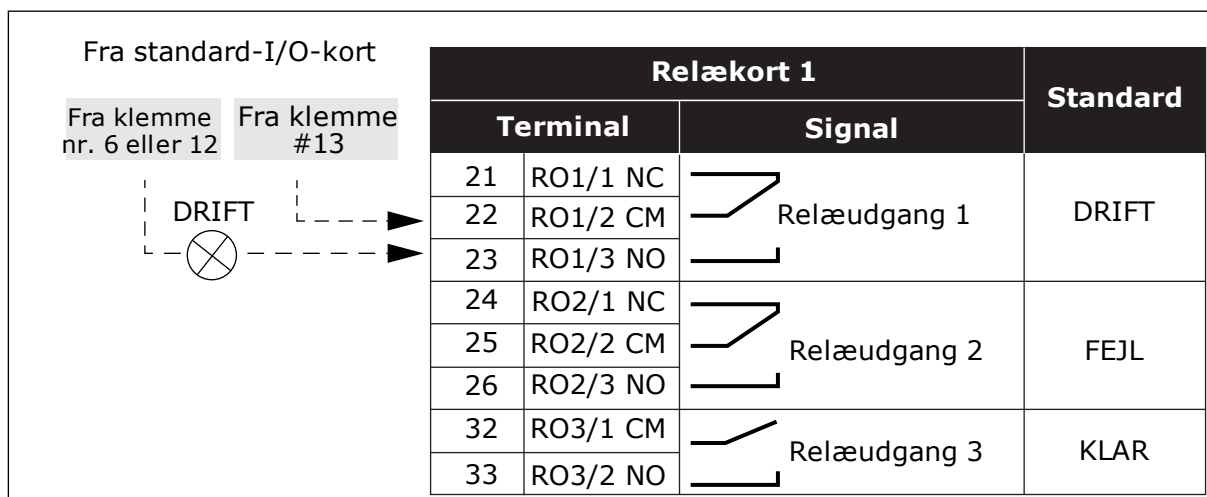 Fra standard-I/O-kort
Fra klemme
nr. 6 eller 12
Fra klemme
#13
DRIFT
Relækort 1
Standard
Terminal
Signal
21 RO1/1 NC
22 RO1/2 CM
23 RO1/3 NO
Relæudgang 1
DRIFT
24 RO2/1 NC
25 RO2/2 CM
26 RO2/3 NO
Relæudgang 2
FEJL
32 RO3/1 CM
33 RO3/2 NO
Relæudgang 3
KLAR